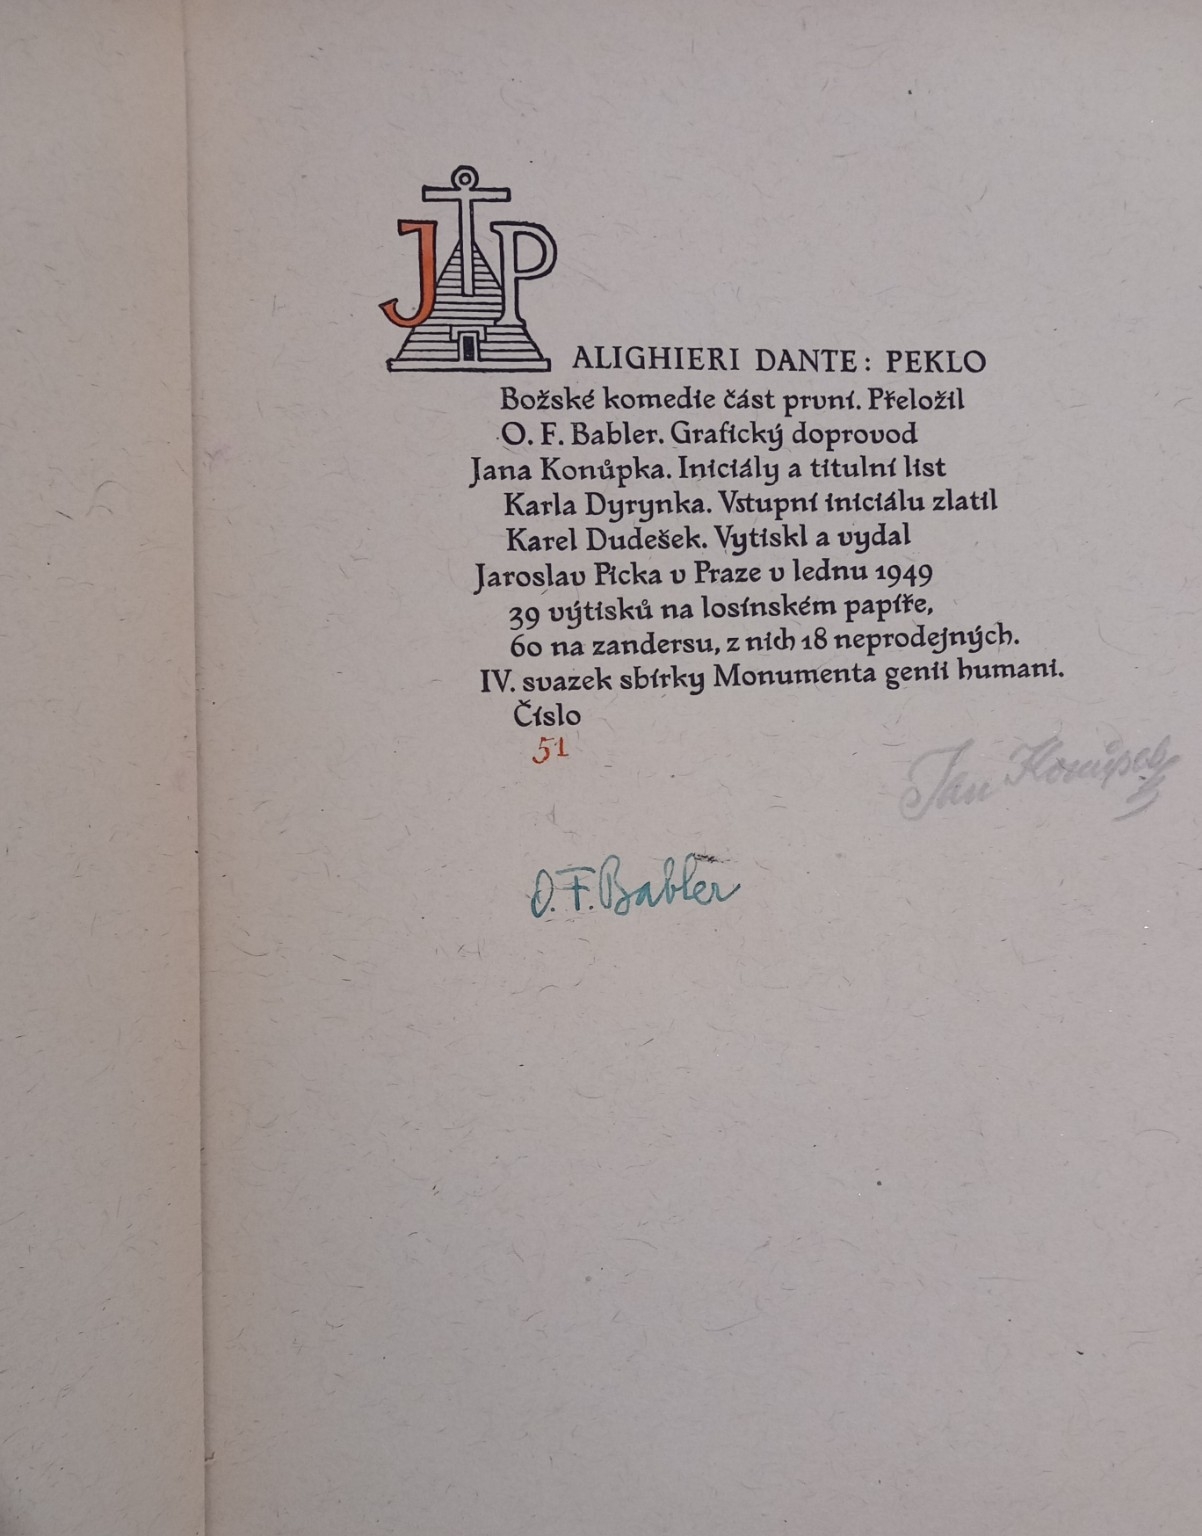 JP
ALIGHIERI DANTE: PEKLO
Božské komedie část první. Přeložil
O. F. Babler. Grafický doprovod
Jana Konůpka. Iniciály a titulní list
Karla Dyrynka. Vstupní iniciálu zlatil
Karel Dudešek. Vytiskl a vydal
Jaroslav Picka v Praze v lednu 1949
39 výtisků na losínském papíře,
60 na zandersu, z nich 18 neprodejných.
IV. svazek sbírky Monumenta genii humani.
Číslo
51
Jan Konůpek
O. F. Babler